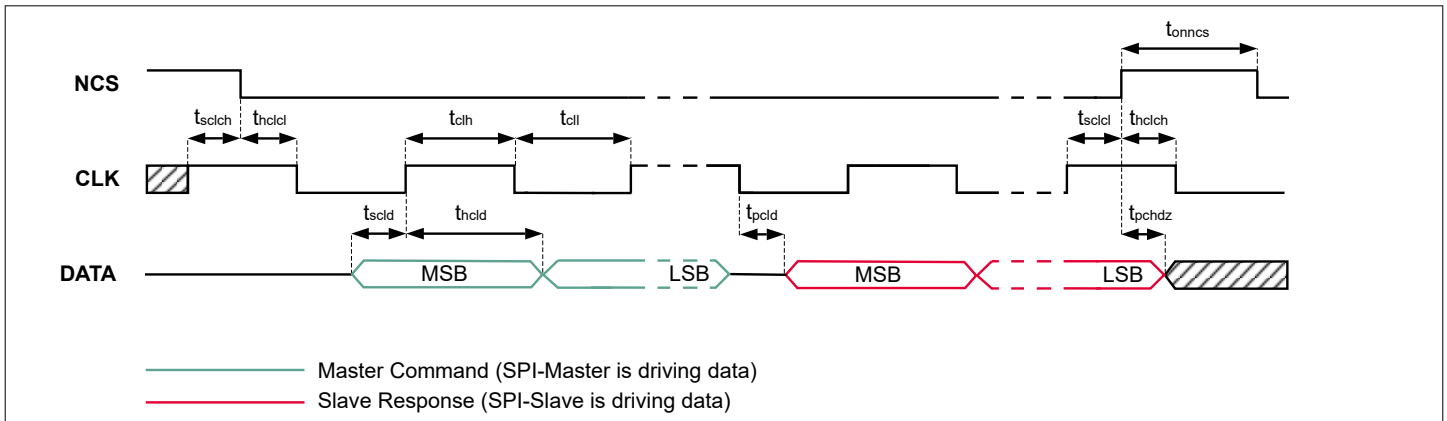 tonncs
NCS
tsclch thclcl tclh tcll tsclcl thclch
CLK
tscld thcld tpcld tpchdz
DATA MSB LSB MSB LSB
Master Command (SPI-Master is driving data)
Slave Response (SPI-Slave is driving data)